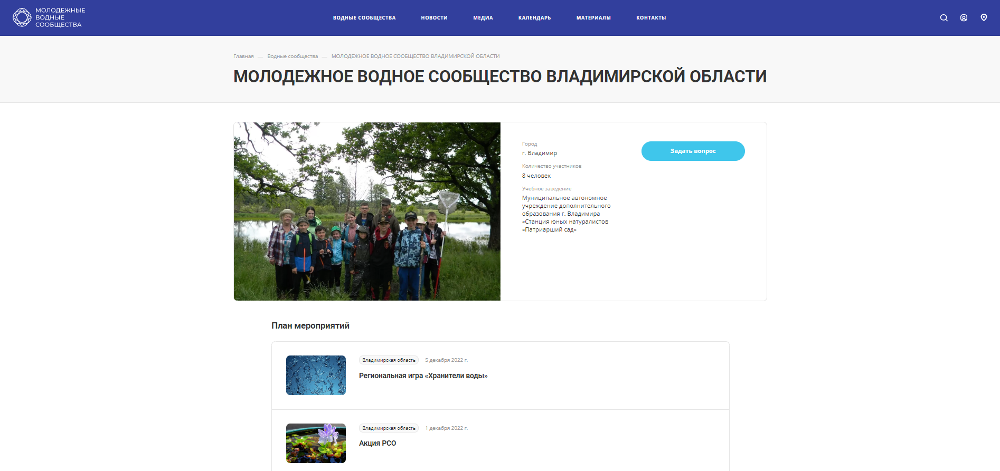 МОЛОДЕЖНЫЕ
ВОДНЫЕ
СООБЩЕСТВА
ВОДНЫЕ СООБЩЕСТВА НОВОСТИ МЕДИА КАЛЕНДАРЬ МАТЕРИАЛЫ КОНТАКТЫ
Главная — Водные сообщества — МОЛОДЕЖНОЕ ВОДНОЕ СООБЩЕСТВО ВЛАДИМИРСКОЙ ОБЛАСТИ
МОЛОДЕЖНОЕ ВОДНОЕ СООБЩЕСТВО ВЛАДИМИРСКОЙ ОБЛАСТИ
Город
г. Владимир
Количество участников
8 человек
Учебное заведение
Муниципальное автономное
учреждение дополнительного
образования г. Владимира
«Станция юных натуралистов
«Патриарший сад»
Задать вопрос
План мероприятий
Владимирская область 5 декабря 2022 г.
Региональная игра «Хранители воды»
Владимирская область 1 декабря 2022 г.
Акция РСО